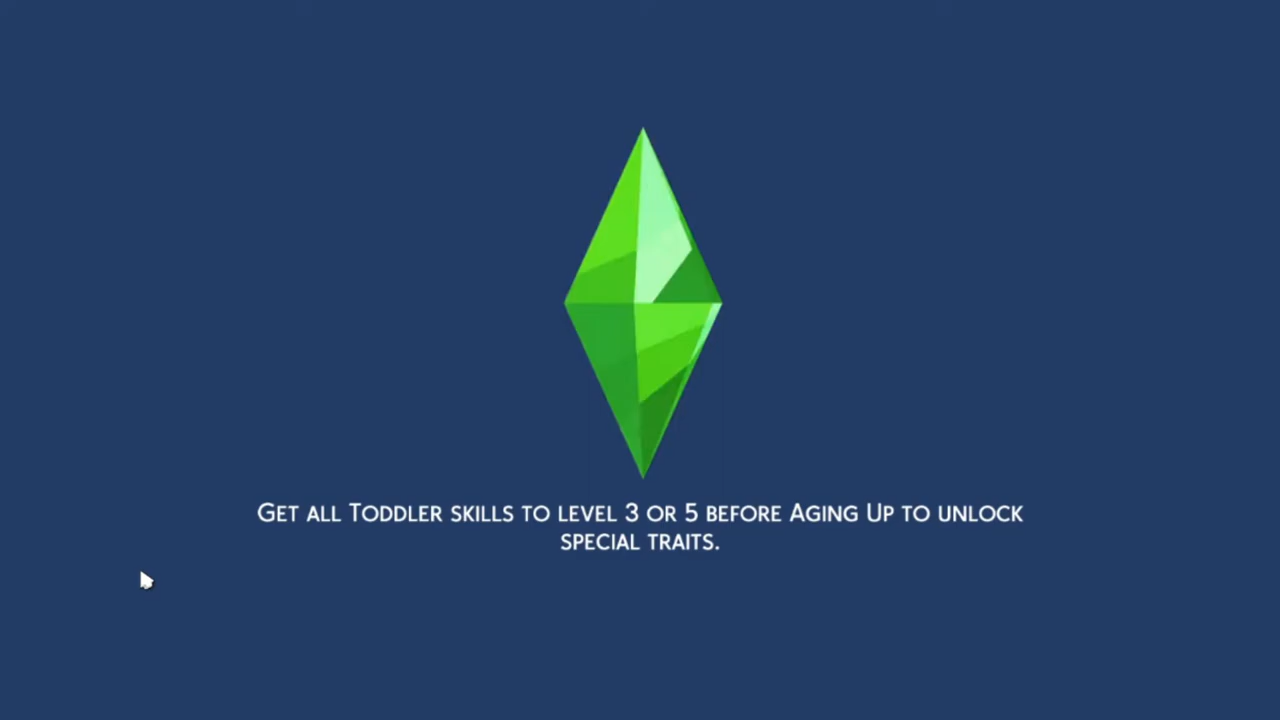 Get all Toddler skills to level 3 or 5 before Aging Up to unlock
special traits.